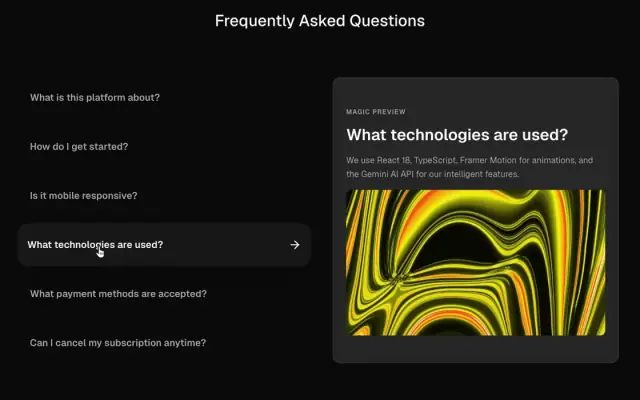 Frequently Asked Questions
What is this platform about?
How do I get started?
Is it mobile responsive?
What technologies are used?
What payment methods are accepted?
Can I cancel my subscription anytime?
MAGIC PREVIEW
What technologies are used?
We use React 18, TypeScript, Framer Motion for animations, and
the Gemini AI API for our intelligent features.